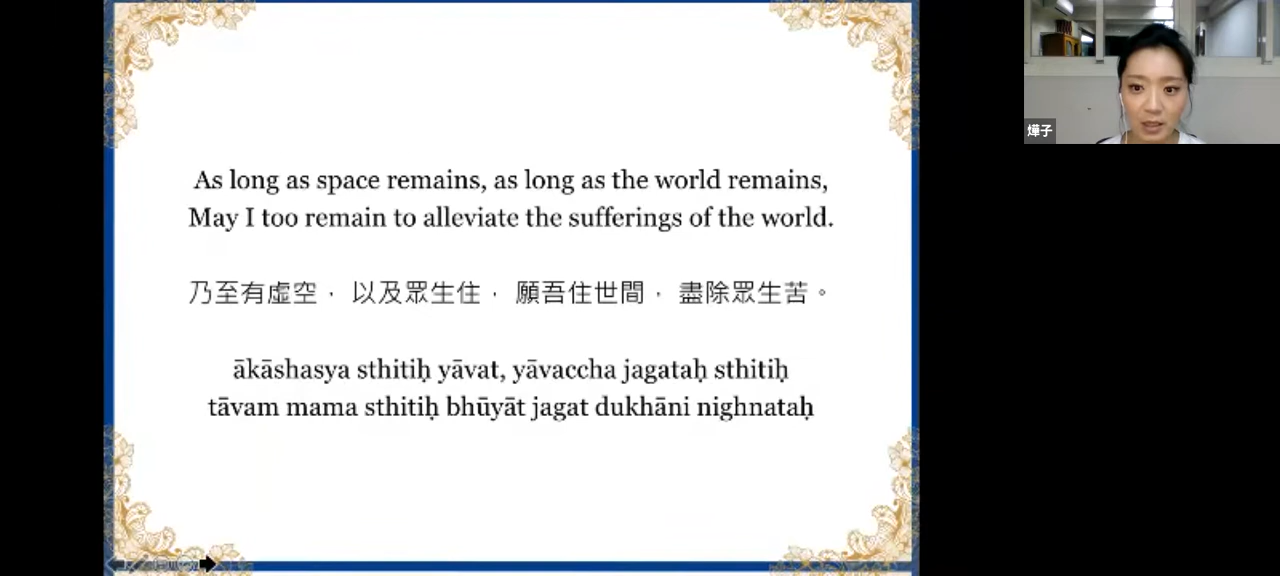 As long as space remains, as long as the world remains,
May I too remain to alleviate the sufferings of the world.
乃至有虛空， 以及眾生住， 願吾住世間， 盡除眾生苦。
ākāshasya sthitiḥ yāvat, yāvaccha jagataḥ sthitiḥ
tāvam mama sthitiḥ bhūyāt jagat dukhāni nighnataḥ
燁子